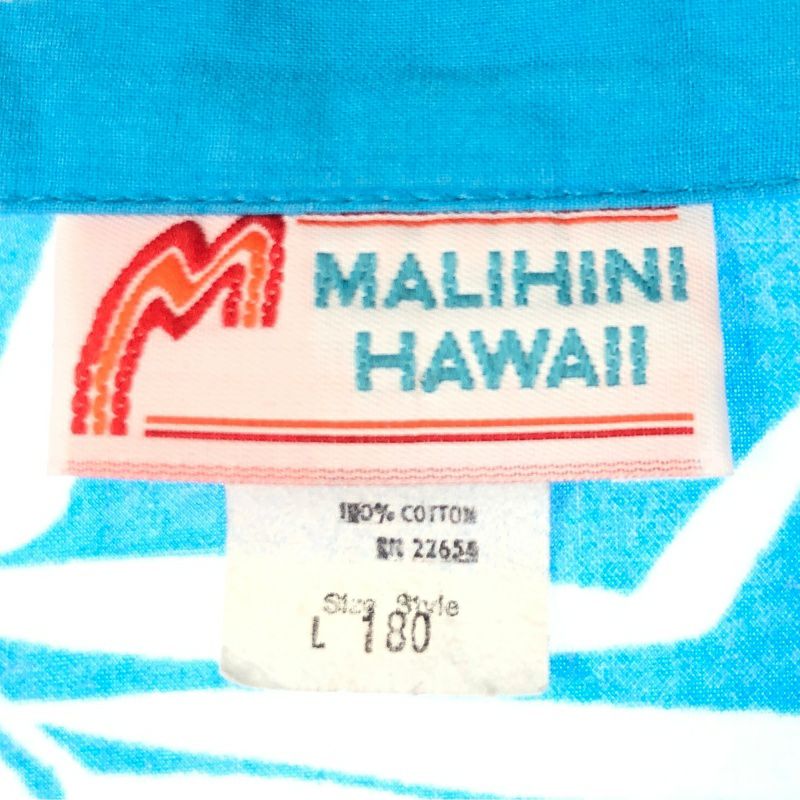 MALIHINI
HAWAII
100% COTTON
RN 22654
Size Style
L 180